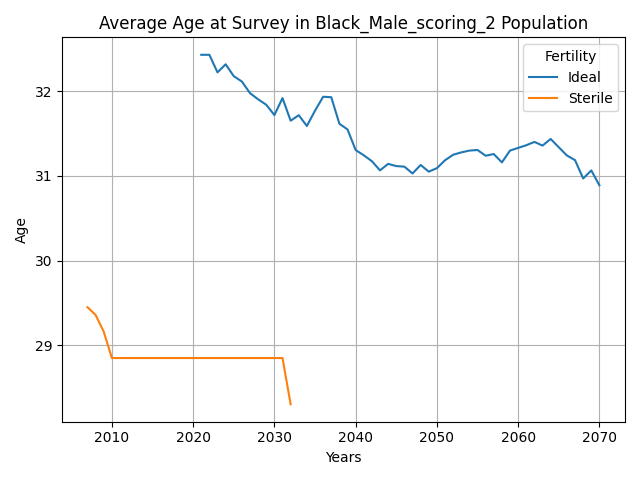 Average Age at Survey in Black_Male_scoring_2 Population
Fertility
Ideal
Sterile
Age
32
31
30
29
2010 2020 2030 2040 2050 2060 2070
Years